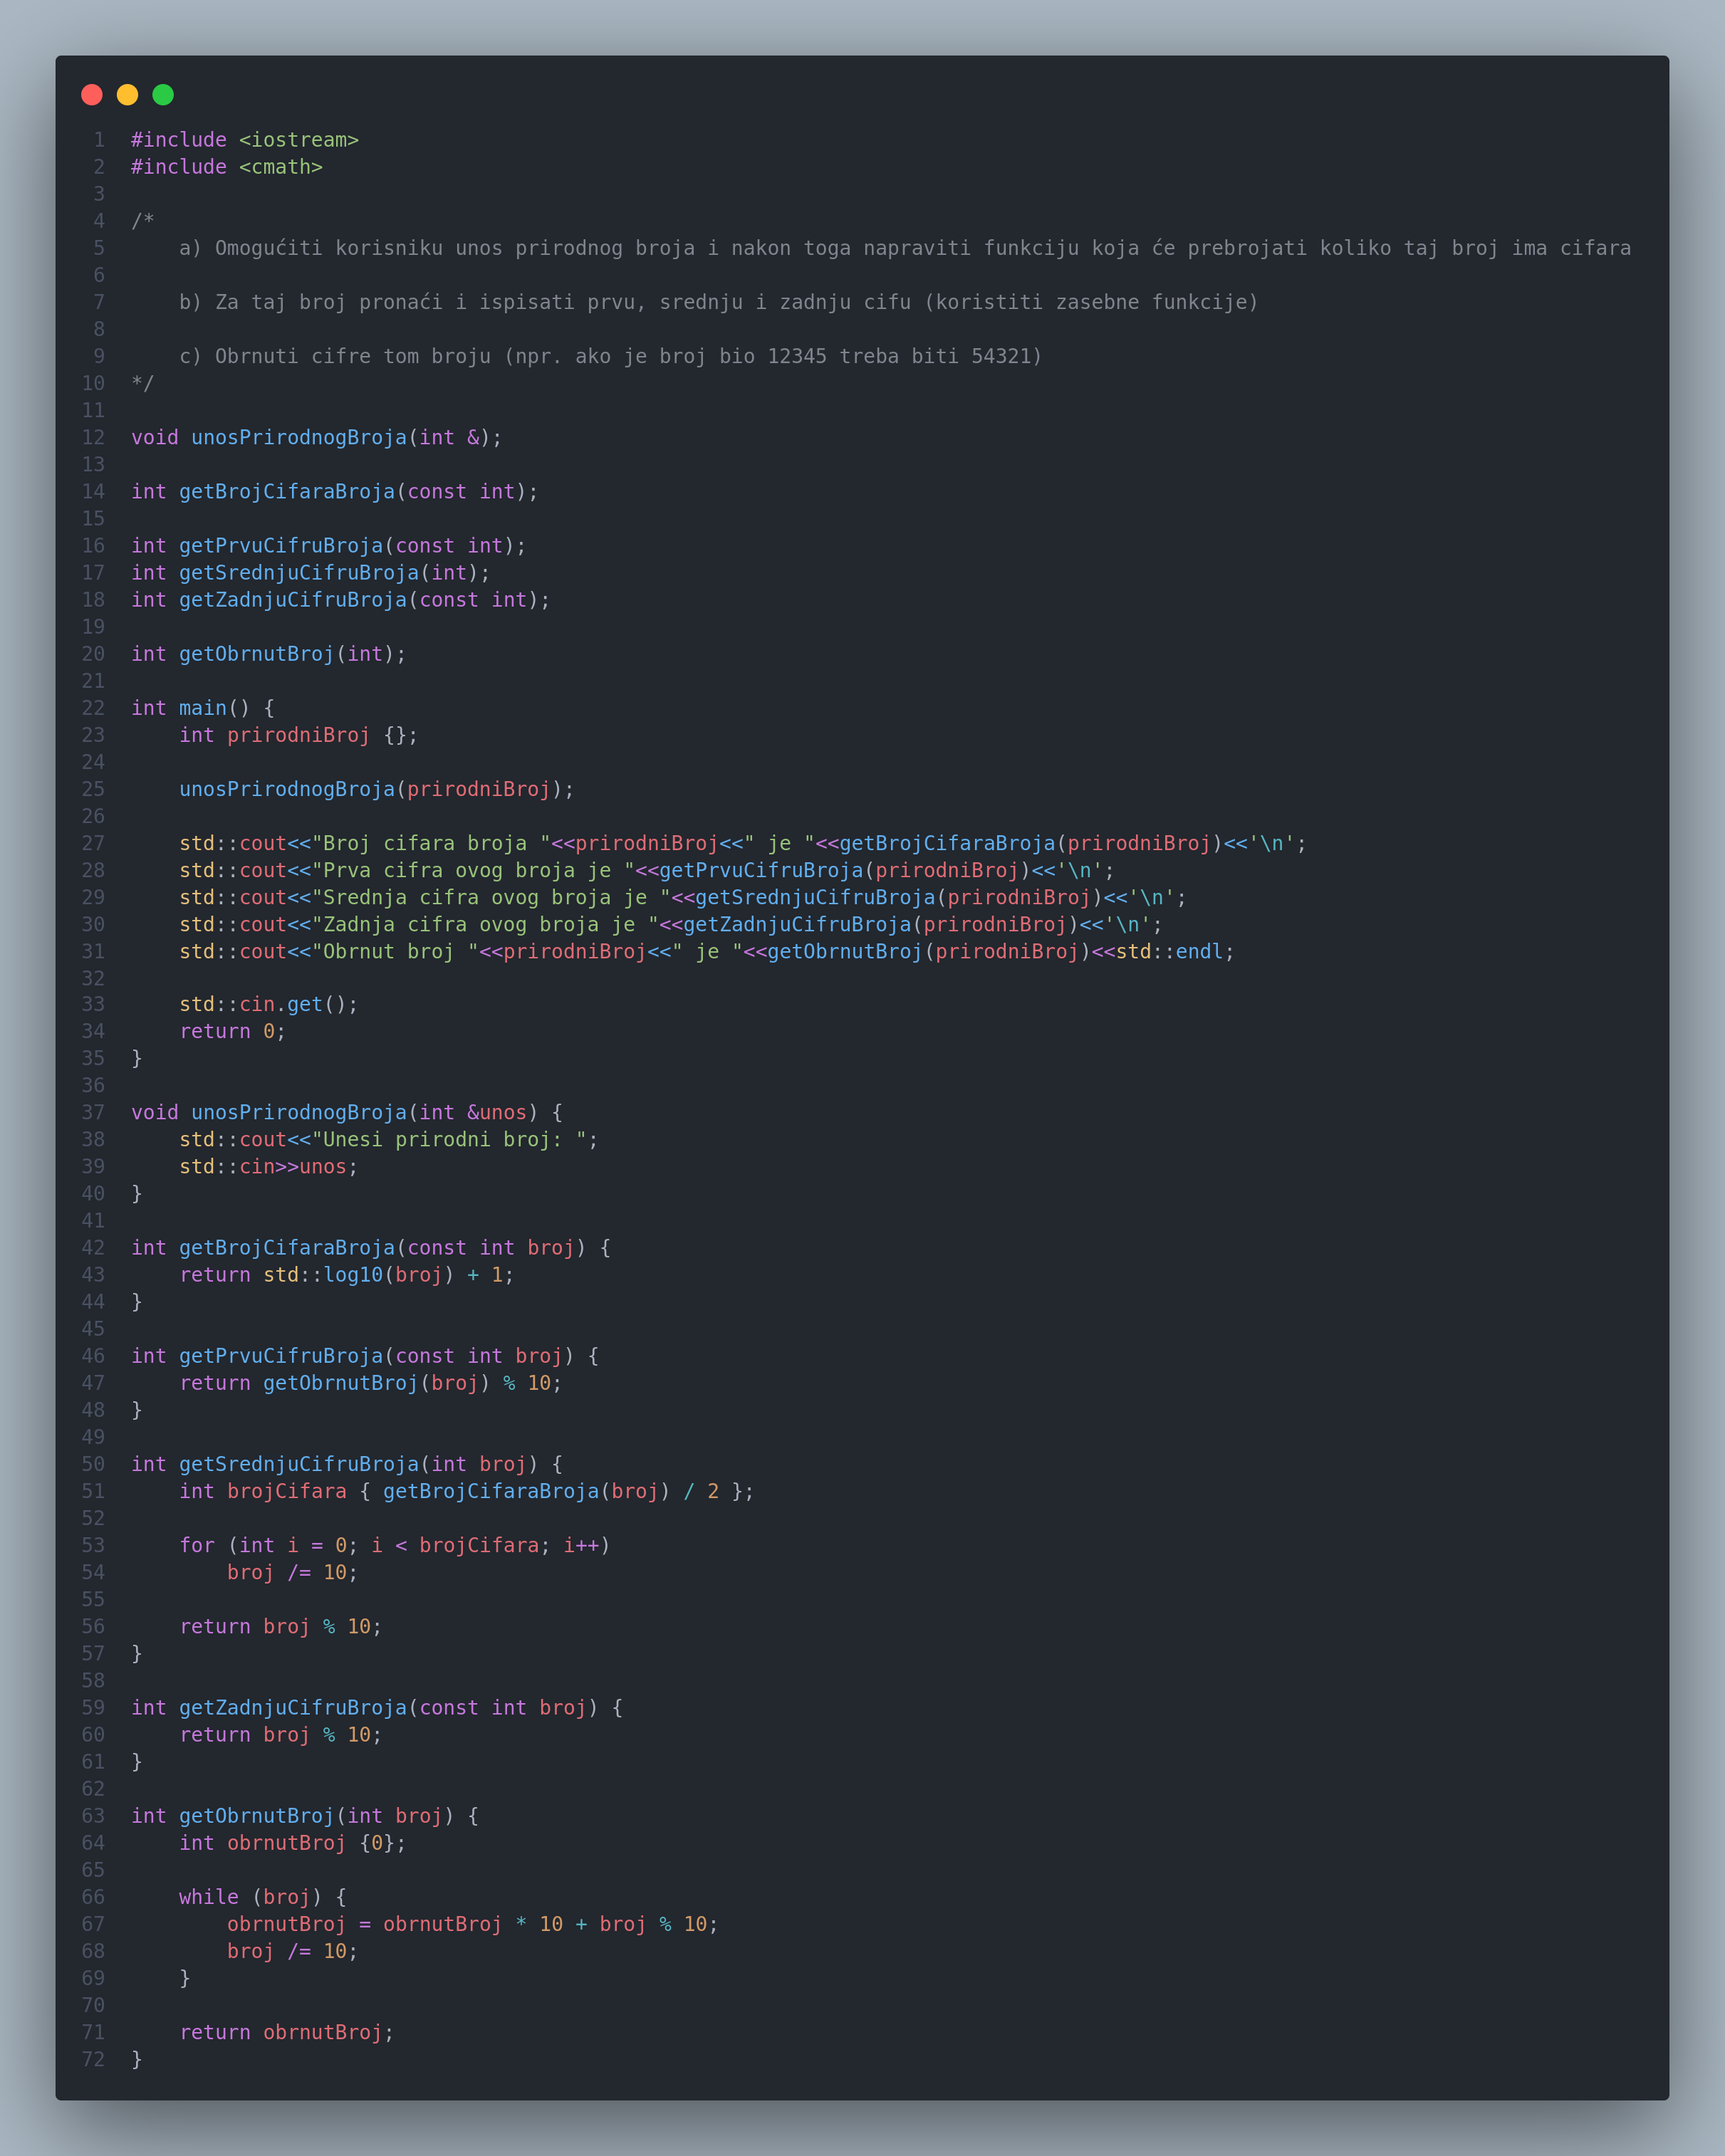 1 #include <iostream>
2 #include <cmath>
3
4 /*
5     a) Omogućiti korisniku unos prirodnog broja i nakon toga napraviti funkciju koja će prebrojati koliko taj broj ima cifara
6
7     b) Za taj broj pronaći i ispisati prvu, srednju i zadnju cifu (koristiti zasebne funkcije)
8
9     c) Obrnuti cifre tom broju (npr. ako je broj bio 12345 treba biti 54321)
10 */
11
12 void unosPrirodnogBroja(int &);
13
14 int getBrojCifaraBroja(const int);
15
16 int getPrvuCifruBroja(const int);
17 int getSrednjuCifruBroja(int);
18 int getZadnjuCifruBroja(const int);
19
20 int getObrnutBroj(int);
21
22 int main() {
23     int prirodniBroj {};
24
25     unosPrirodnogBroja(prirodniBroj);
26
27     std::cout<<"Broj cifara broja "<<prirodniBroj<<" je "<<getBrojCifaraBroja(prirodniBroj)<<'\n';
28     std::cout<<"Prva cifra ovog broja je "<<getPrvuCifruBroja(prirodniBroj)<<'\n';
29     std::cout<<"Srednja cifra ovog broja je "<<getSrednjuCifruBroja(prirodniBroj)<<'\n';
30     std::cout<<"Zadnja cifra ovog broja je "<<getZadnjuCifruBroja(prirodniBroj)<<'\n';
31     std::cout<<"Obrnut broj "<<prirodniBroj<<" je "<<getObrnutBroj(prirodniBroj)<<std::endl;
32
33     std::cin.get();
34     return 0;
35 }
36
37 void unosPrirodnogBroja(int &unos) {
38     std::cout<<"Unesi prirodni broj: ";
39     std::cin>>unos;
40 }
41
42 int getBrojCifaraBroja(const int broj) {
43     return std::log10(broj) + 1;
44 }
45
46 int getPrvuCifruBroja(const int broj) {
47     return getObrnutBroj(broj) % 10;
48 }
49
50 int getSrednjuCifruBroja(int broj) {
51     int brojCifara { getBrojCifaraBroja(broj) / 2 };
52
53     for (int i = 0; i < brojCifara; i++)
54         broj /= 10;
55
56     return broj % 10;
57 }
58
59 int getZadnjuCifruBroja(const int broj) {
60     return broj % 10;
61 }
62
63 int getObrnutBroj(int broj) {
64     int obrnutBroj {0};
65
66     while (broj) {
67         obrnutBroj = obrnutBroj * 10 + broj % 10;
68         broj /= 10;
69     }
70
71     return obrnutBroj;
72 }